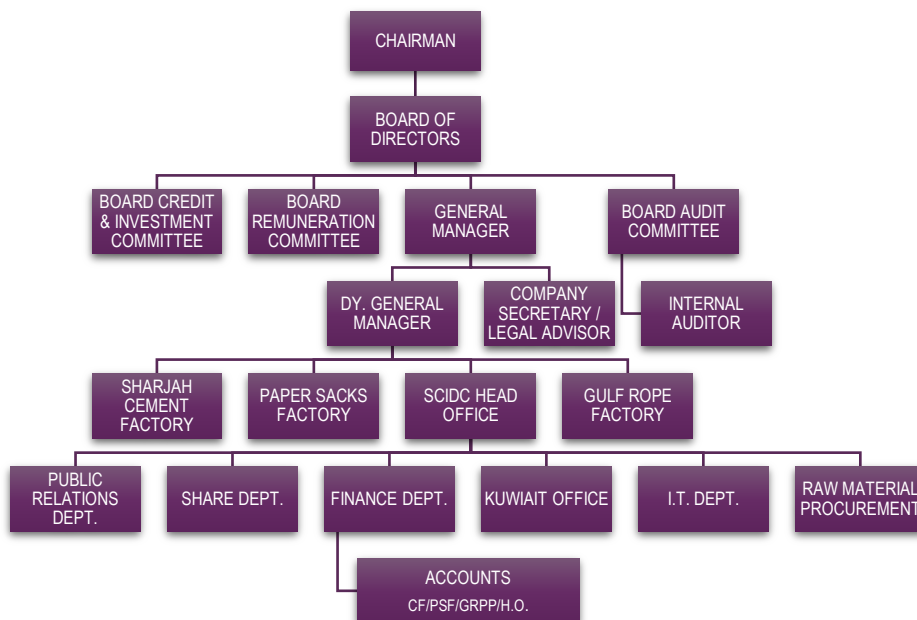 CHAIRMAN
BOARD OF
DIRECTORS
BOARD CREDIT
& INVESTMENT
COMMITTEE
BOARD
REMUNERATION
COMMITTEE
GENERAL
MANAGER
BOARD AUDIT
COMMITTEE
DY. GENERAL
MANAGER
COMPANY
SECRETARY /
LEGAL ADVISOR
INTERNAL
AUDITOR
SHARJAH
CEMENT
FACTORY
PAPER SACKS
FACTORY
SCIDC HEAD
OFFICE
GULF ROPE
FACTORY
PUBLIC
RELATIONS
DEPT.
SHARE DEPT.
FINANCE DEPT.
KUWIAIT OFFICE
I.T. DEPT.
RAW MATERIAL
PROCUREMENT
ACCOUNTS
CF/PSF/GRPP/H.O.